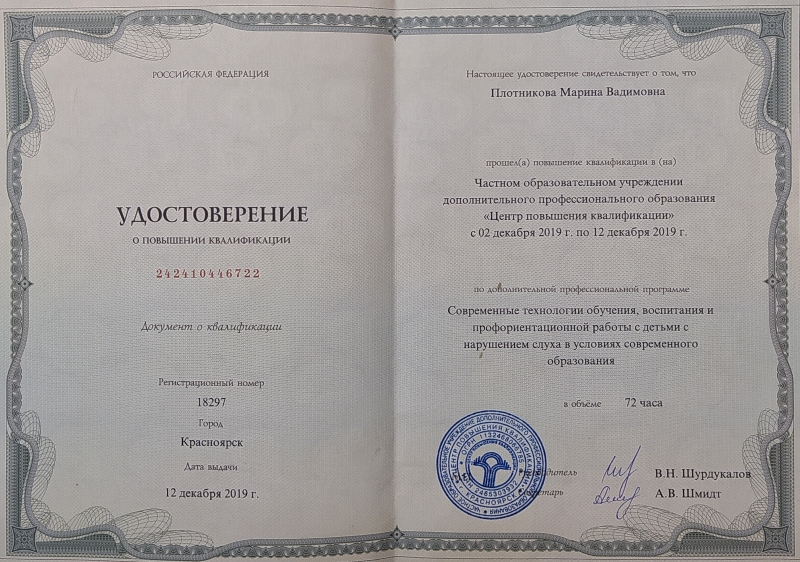 РОССИЙСКАЯ ФЕДЕРАЦИЯ
УДОСТОВЕРЕНИЕ
О ПОВЫШЕНИИ КВАЛИФИКАЦИИ
242410446722
Документ о квалификации
Регистрационный номер
18297
Город
Красноярск
Дата выдачи
12 декабря 2019 г.
Настоящее удостоверение свидетельствует о том, что
Плотникова Марина Вадимовна
прошел(а) повышение квалификации в (на)
Частном образовательном учреждении
дополнительного профессионального образования
«Центр повышения квалификации»
с 02 декабря 2019 г. по 12 декабря 2019 г.
по дополнительной профессиональной программе
Современные технологии обучения, воспитания и
профориентационной работы с детьми с
нарушением слуха в условиях современного
образования
в объёме 72 часа
Руководитель В.Н. Шурдукалов
Секретарь А.В. Шмидт